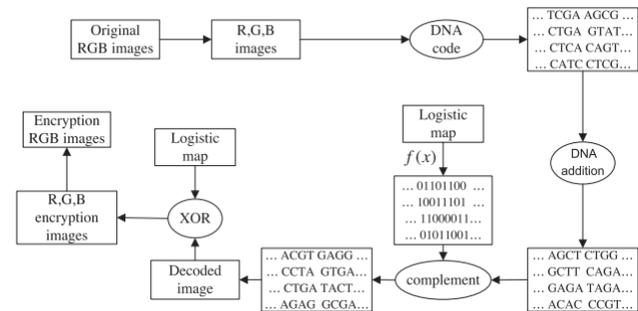 Original
RGB images
R,G,B
images
DNA
code
... TCGA AGCG ...
... CTGA GTAT...
... CTCA CAGT...
... CATC CTCG...
DNA
addition
... AGCT CTGG ...
... GCTT CAGA...
... GAGA TAGA...
... ACAC CCGT...
Logistic
map
f(x)
... 01101100 ...
... 10011101 ...
... 11000011...
... 01011001...
complement
... ACGT GAGG ...
... CCTA GTGA...
... CTGA TACT...
... AGAG GCGA...
Decoded
image
Logistic
map
XOR
R,G,B
encryption
images
Encryption
RGB images